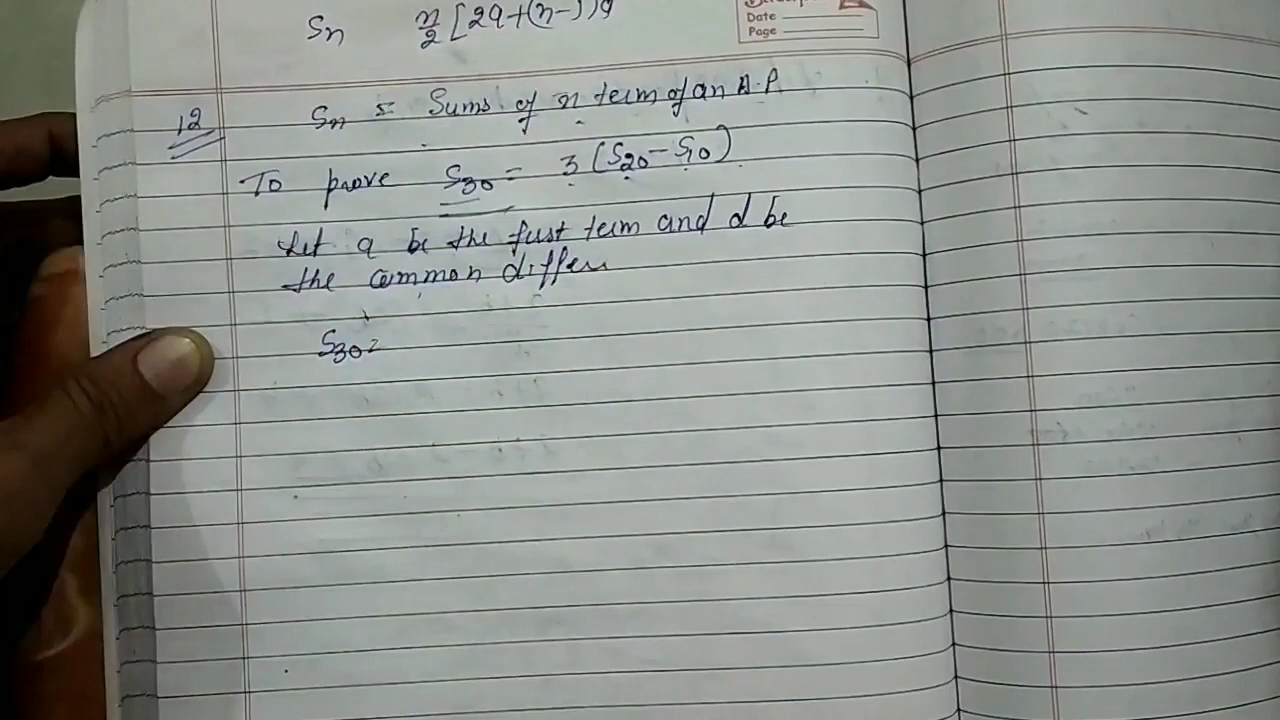 Sn n/2 [2a+(n-1)d
Date
Page
12
Sn = Sums of n term of an A.P
To prove S30 = 3 (S20 - S10)
Let a be the first term and d be
the common differ
S30 =